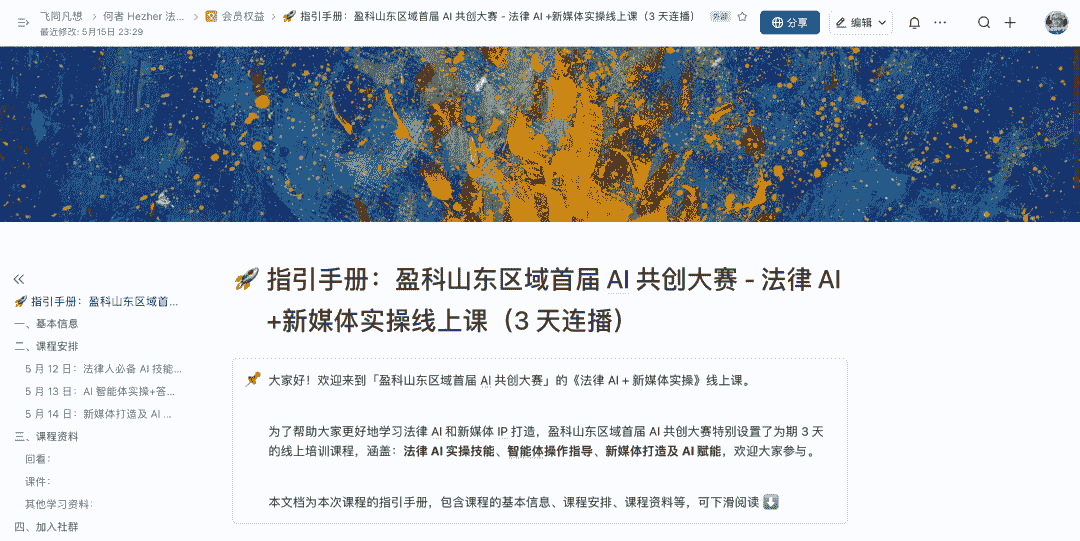 飞同凡想 > 何者 Hezher 法... > 会员权益 > 🚀 指引手册：盈科山东区域首届 AI 共创大赛 - 法律 AI +新媒体实操线上课（3 天连播） 外部
分享
编辑
最近修改: 5月15日 23:29
🚀 指引手册：盈科山东区域首届 AI 共创大赛 - 法律 AI
+新媒体实操线上课（3 天连播）
🚀 指引手册：盈科山东区域首...
一、基本信息
二、课程安排
5 月 12 日：法律人必备 AI 技能...
5 月 13 日：AI 智能体实操+答...
5 月 14 日：新媒体打造及 AI ...
三、课程资料
回看：
课件：
其他学习资料：
四、加入社群
📌 大家好！欢迎来到「盈科山东区域首届 AI 共创大赛」的《法律 AI + 新媒体实操》线上课。
为了帮助大家更好地学习法律 AI 和新媒体 IP 打造，盈科山东区域首届 AI 共创大赛特别设置了为期 3 天
的线上培训课程，涵盖：法律 AI 实操技能、智能体操作指导、新媒体打造及 AI 赋能，欢迎大家参与。
本文档为本次课程的指引手册，包含课程的基本信息、课程安排、课程资料等，可下滑阅读 ⬇️